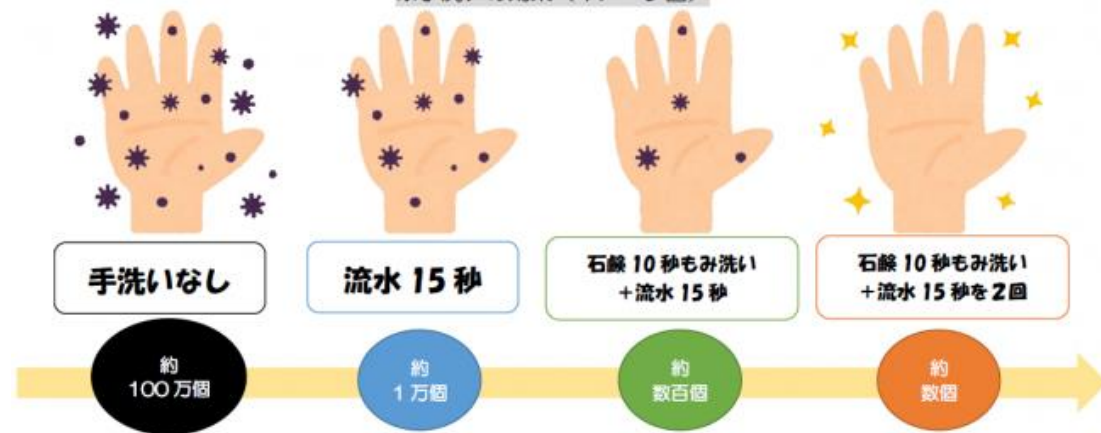 手洗いなし
流水 15 秒
石鹸 10 秒もみ洗い
+流水 15 秒
石鹸 10 秒もみ洗い
+流水 15 秒を2回
約
100 万個
約
1 万個
約
数百個
約
数個